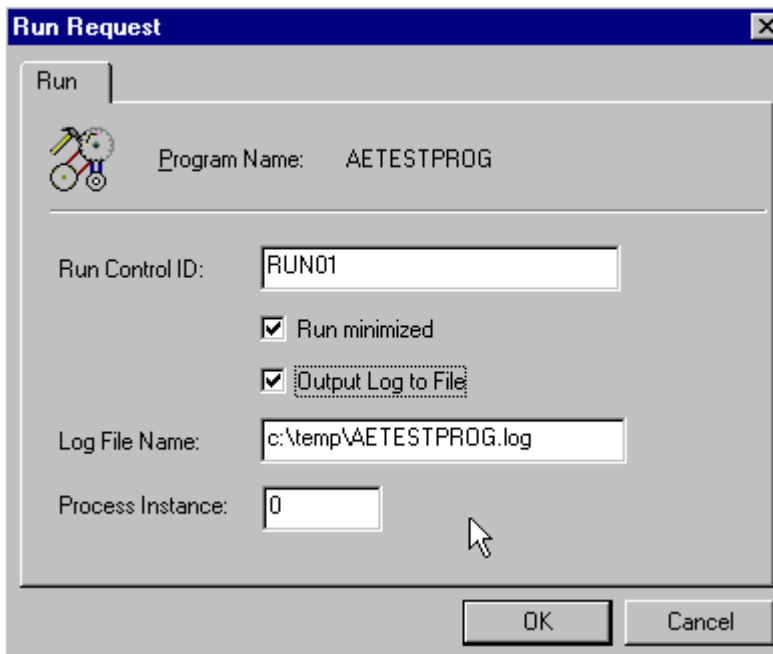 Run Request
Run
Program Name: AETESTPROG
Run Control ID: RUN01
Run minimized
Output Log to File
Log File Name: c:\temp\AETESTPROG.log
Process Instance: 0
OK Cancel